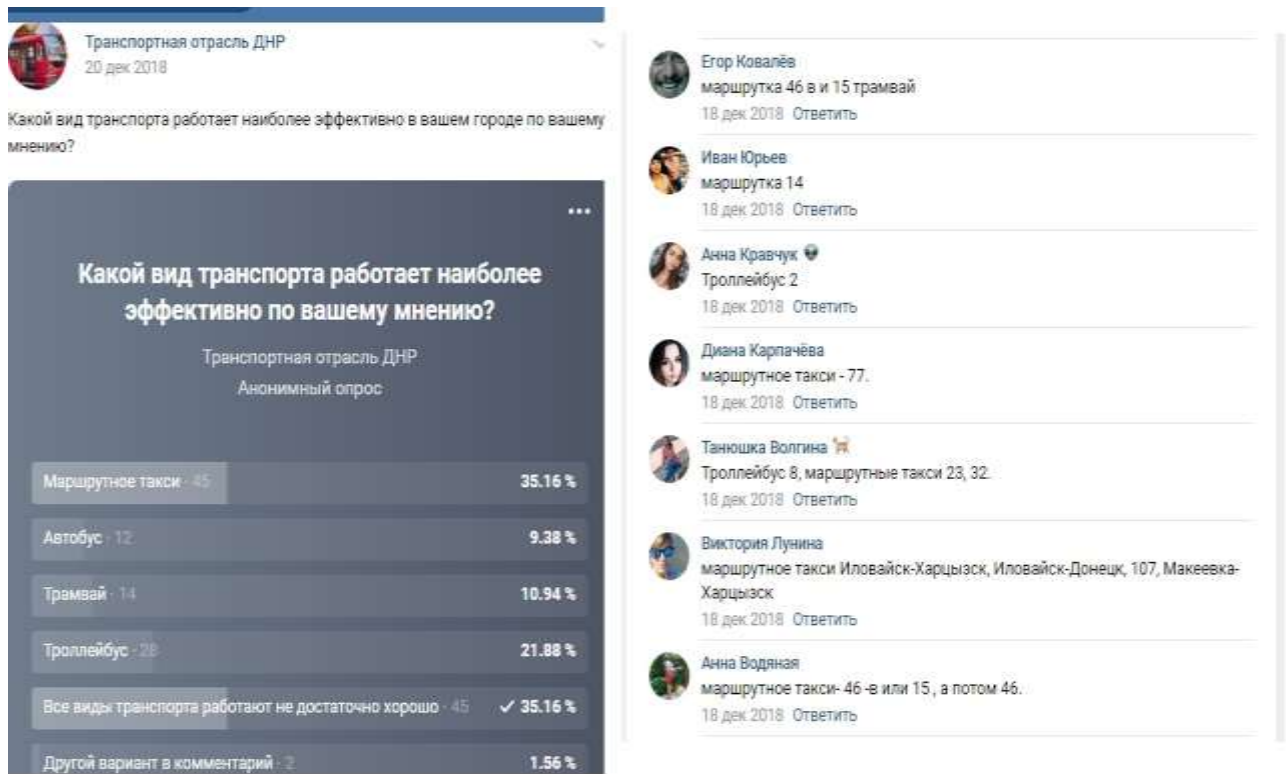 Транспортная отрасль ДНР
20 дек 2018
Какой вид транспорта работает наиболее эффективно в вашем городе по вашему
мнению?
Какой вид транспорта работает наиболее
эффективно по вашему мнению?
Транспортная отрасль ДНР
Анонимный опрос
Маршрутное такси · 45 35.16 %
Автобус · 12 9.38 %
Трамвай · 14 10.94 %
Троллейбус · 28 21.88 %
Все виды транспорта работают не достаточно хорошо · 45 ✓ 35.16 %
Другой вариант в комментарий · 2 1.56 %
Егор Ковалёв
маршрутка 46 в и 15 трамвай
18 дек 2018 Ответить
Иван Юрьев
маршрутка 14
18 дек 2018 Ответить
Анна Кравчук
Троллейбус 2
18 дек 2018 Ответить
Диана Карпачёва
маршрутное такси - 77.
18 дек 2018 Ответить
Танюшка Волгина
Троллейбус 8, маршрутные такси 23, 32.
18 дек 2018 Ответить
Виктория Лунина
маршрутное такси Иловайск-Харцызск, Иловайск-Донецк, 107, Макеевка-
Харцызск
18 дек 2018 Ответить
Анна Водяная
маршрутное такси- 46 -в или 15 , а потом 46.
18 дек 2018 Ответить